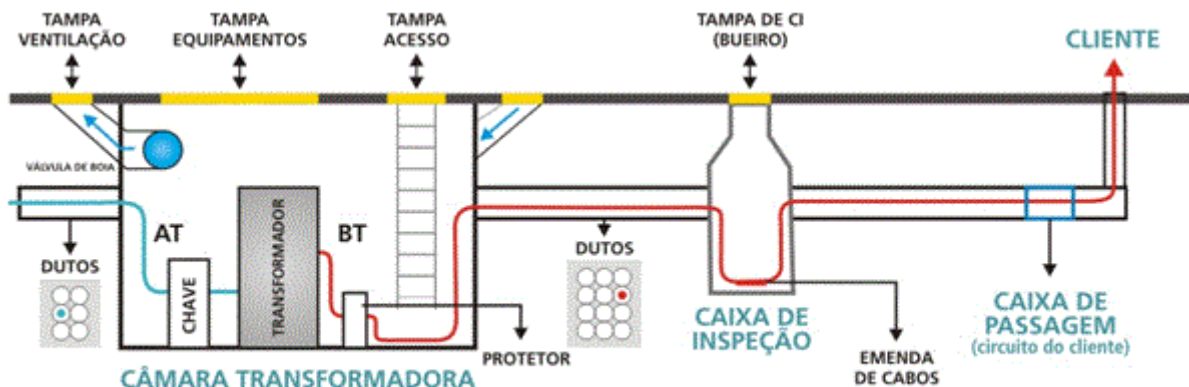 TAMPA
VENTILAÇÃO
TAMPA
EQUIPAMENTOS
TAMPA
ACESSO
TAMPA DE CI
(BUEIRO)
CLIENTE
VÁLVULA DE BOIA
AT
BT
CHAVE
TRANSFORMADOR
DUTOS
DUTOS
PROTETOR
CÂMARA TRANSFORMADORA
CAIXA DE
INSPEÇÃO
EMENDA
DE CABOS
CAIXA DE
PASSAGEM
(circuito do cliente)